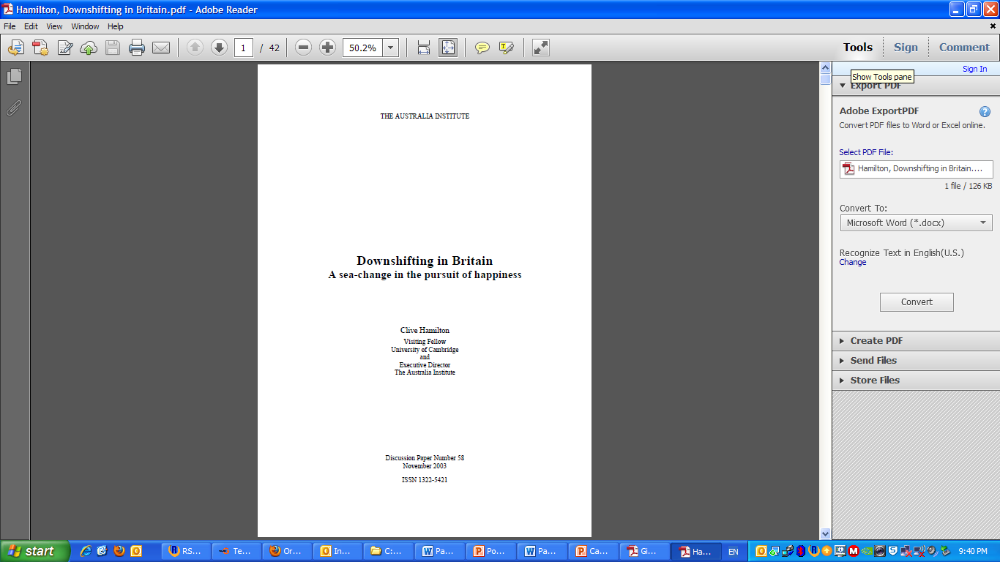 Hamilton, Downshifting in Britain.pdf - Adobe Reader
File Edit View Window Help
1 / 42 50.2% Tools Sign Comment
Sign In
Show Tools pane
Export PDF
THE AUSTRALIA INSTITUTE
Downshifting in Britain
A sea-change in the pursuit of happiness
Clive Hamilton
Visiting Fellow
University of Cambridge
and
Executive Director
The Australia Institute
Discussion Paper Number 58
November 2003
ISSN 1322-5421
Adobe ExportPDF
Convert PDF files to Word or Excel online.
Select PDF File:
Hamilton, Downshifting in Britain....
1 file / 126 KB
Convert To:
Microsoft Word (*.docx)
Recognize Text in English(U.S.)
Change
Convert
Create PDF
Send Files
Store Files
start RS... Te... Or... In... C:... Pa... Po... Pa... Ca... Gi... Ha... EN 9:40 PM